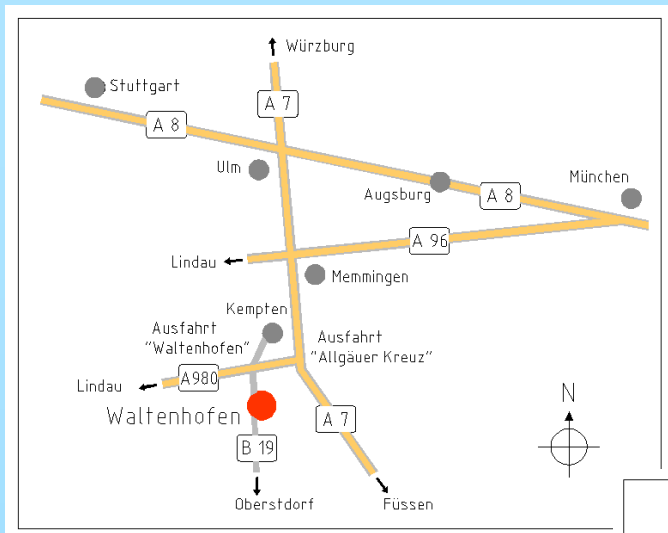 Würzburg
Stuttgart
A 7
A 8
Ulm
Augsburg
A 8
München
A 96
Lindau
Memmingen
Kempten
Ausfahrt
"Waltenhofen"
Ausfahrt
"Allgäuer Kreuz"
A980
Lindau
Waltenhofen
A 7
N
B 19
Oberstdorf
Füssen